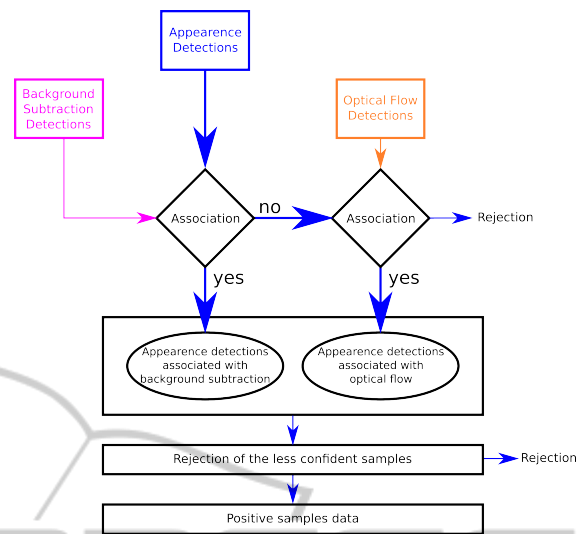 Appearence
Detections
Background
Subtraction
Detections
Optical Flow
Detections
Association
no
Association
Rejection
yes
yes
Appearence detections
associated with
background subtraction
Appearence detections
associated with
optical flow
Rejection of the less confident samples
Rejection
Positive samples data